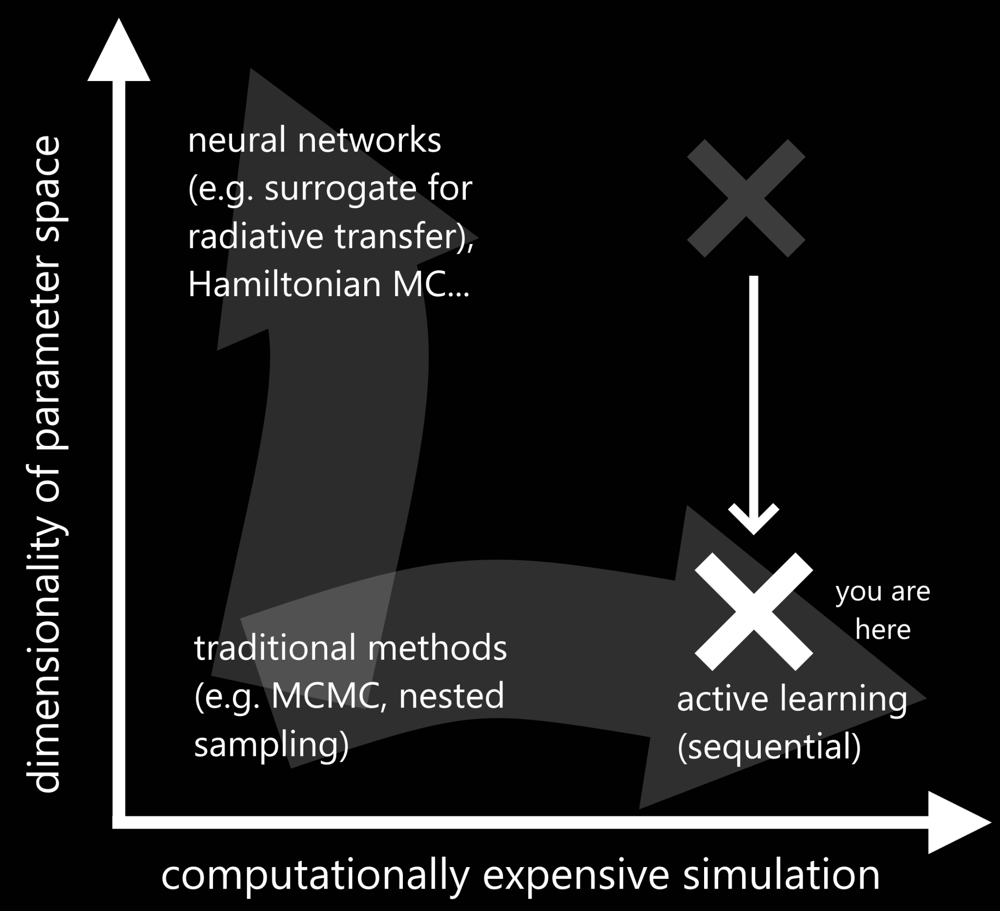 dimensionality of parameter space
neural networks
(e.g. surrogate for
radiative transfer),
Hamiltonian MC...
you are
here
traditional methods
(e.g. MCMC, nested
sampling)
active learning
(sequential)
computationally expensive simulation